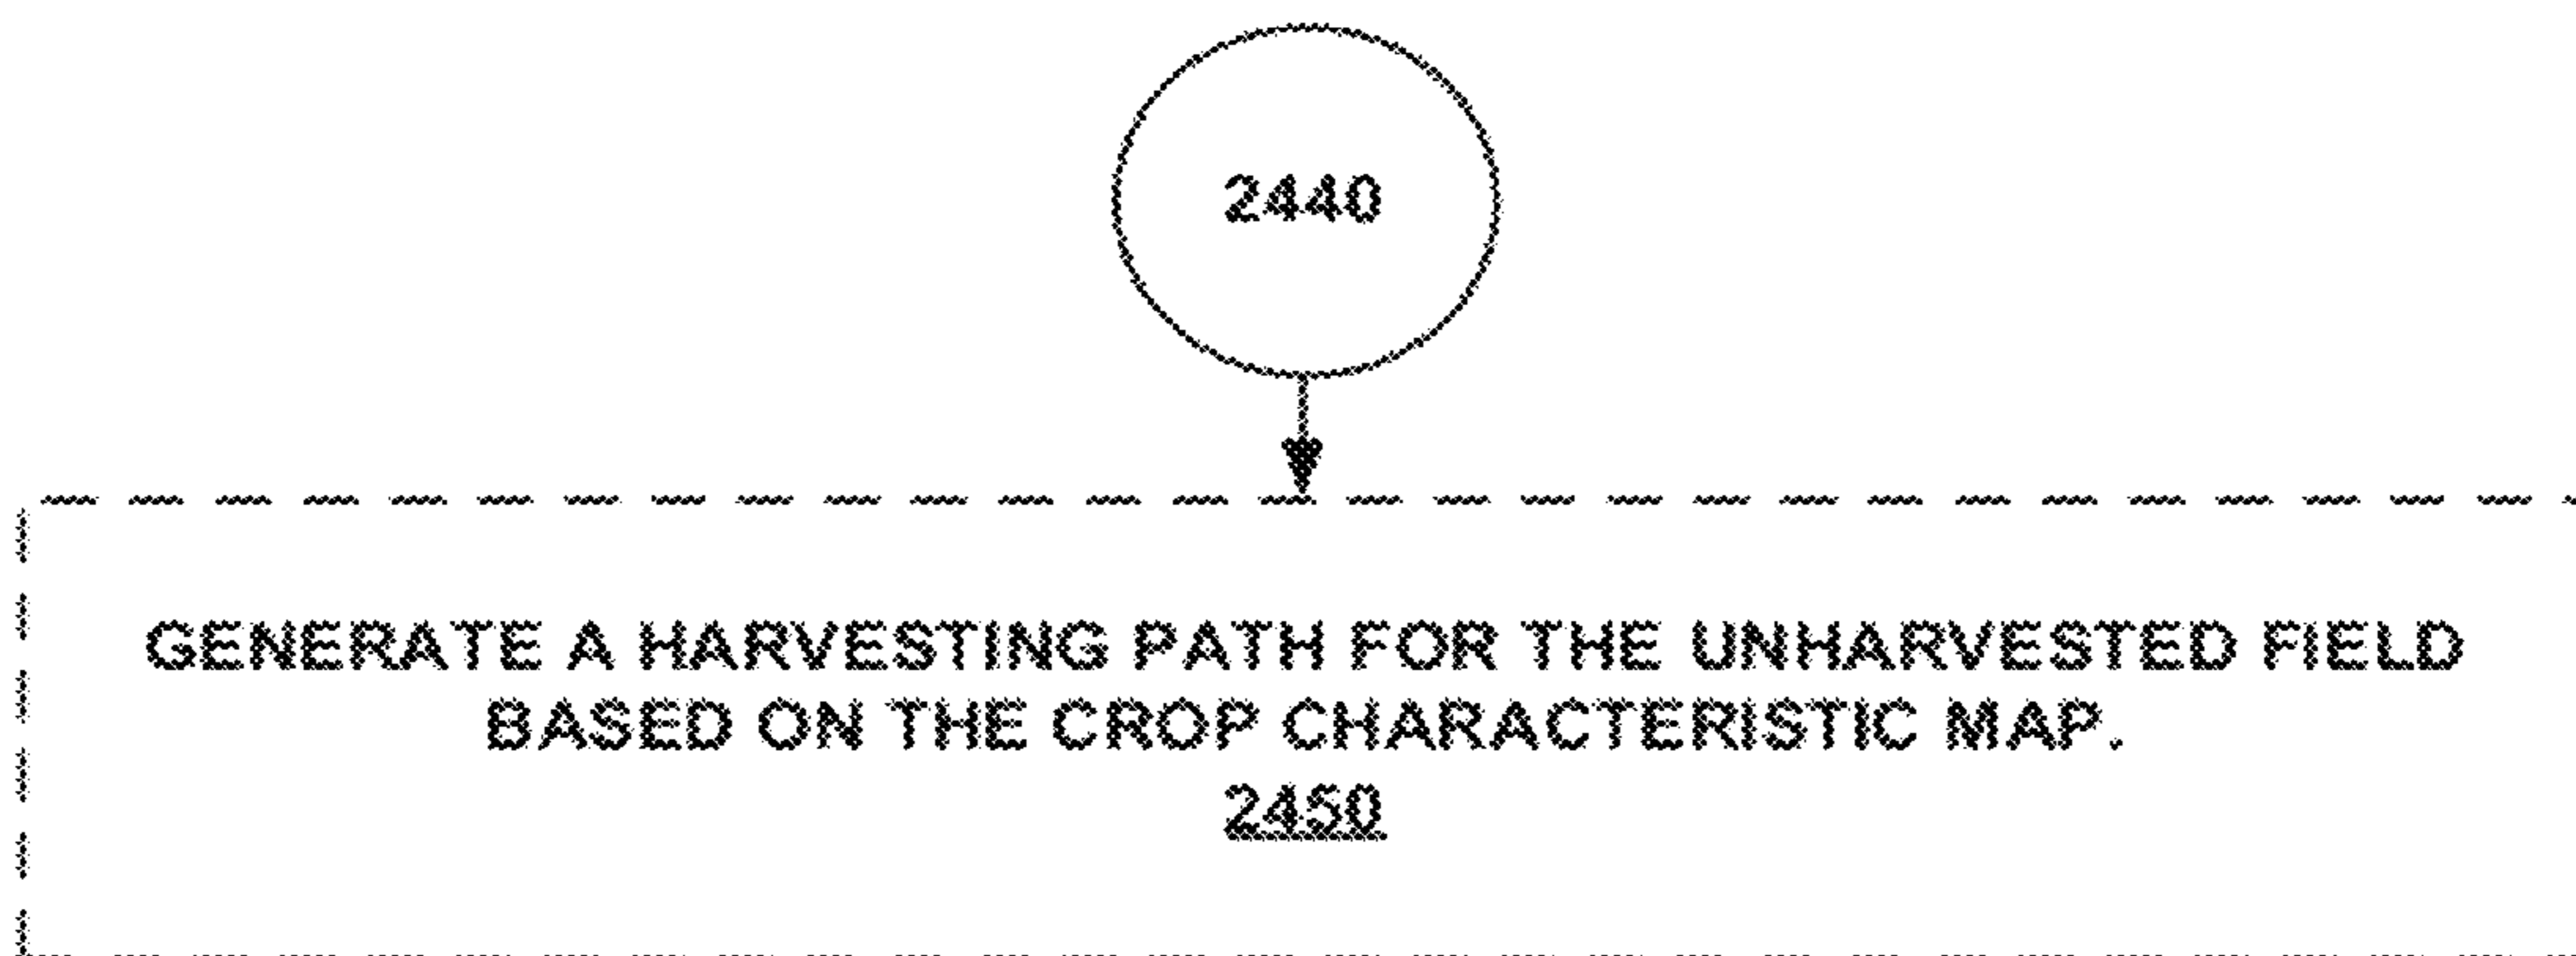 2440
GENERATE A HARVESTING PATH FOR THE UNHARVESTED FIELD
BASED ON THE CROP CHARACTERISTIC MAP.
2450